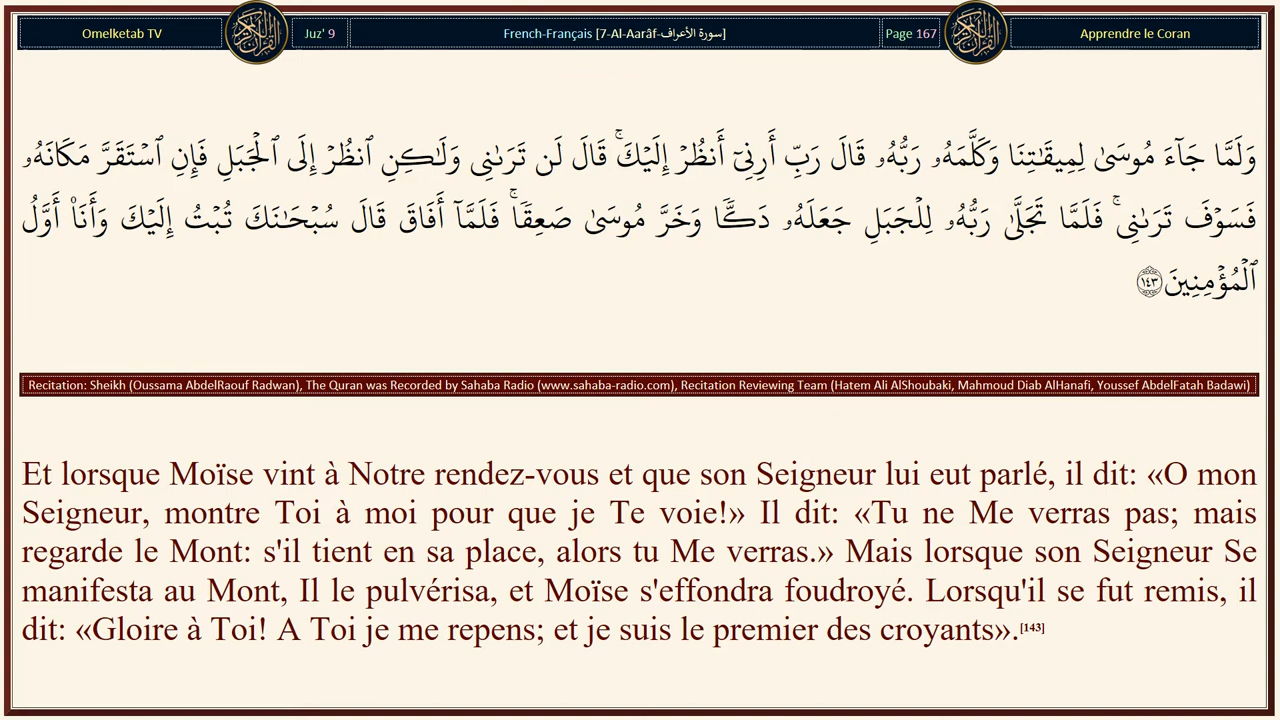 Omelketab TV
Juz' 9
French-Français [7-Al-Aarâf-سورة الأعراف]
Page 167
Apprendre le Coran
وَلَمَّا جَآءَ مُوسَىٰ لِمِيقَٰتِنَا وَكَلَّمَهُۥ رَبُّهُۥ قَالَ رَبِّ أَرِنِىٓ أَنظُرْ إِلَيْكَ ۚ قَالَ لَن تَرَىٰنِى وَلَٰكِنِ ٱنظُرْ إِلَى ٱلْجَبَلِ فَإِنِ ٱسْتَقَرَّ مَكَانَهُۥ
فَسَوْفَ تَرَىٰنِى ۚ فَلَمَّا تَجَلَّىٰ رَبُّهُۥ لِلْجَبَلِ جَعَلَهُۥ دَكًّا وَخَرَّ مُوسَىٰ صَعِقًا ۚ فَلَمَّآ أَفَاقَ قَالَ سُبْحَٰنَكَ تُبْتُ إِلَيْكَ وَأَنَا۠ أَوَّلُ
ٱلْمُؤْمِنِينَ ١٤٣
Recitation: Sheikh (Oussama AbdelRaouf Radwan), The Quran was Recorded by Sahaba Radio (www.sahaba-radio.com), Recitation Reviewing Team (Hatem Ali AlShoubaki, Mahmoud Diab AlHanafi, Youssef AbdelFatah Badawi)
Et lorsque Moïse vint à Notre rendez-vous et que son Seigneur lui eut parlé, il dit: «O mon
Seigneur, montre Toi à moi pour que je Te voie!» Il dit: «Tu ne Me verras pas; mais
regarde le Mont: s'il tient en sa place, alors tu Me verras.» Mais lorsque son Seigneur Se
manifesta au Mont, Il le pulvérisa, et Moïse s'effondra foudroyé. Lorsqu'il se fut remis, il
dit: «Gloire à Toi! A Toi je me repens; et je suis le premier des croyants».[143]